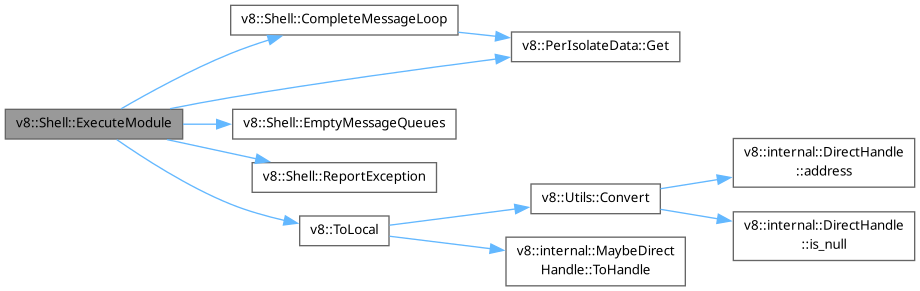 v8::Shell::ExecuteModule
v8::Shell::CompleteMessageLoop
v8::PerIsolateData::Get
v8::Shell::EmptyMessageQueues
v8::Shell::ReportException
v8::ToLocal
v8::Utils::Convert
v8::internal::DirectHandle
::address
v8::internal::DirectHandle
::is_null
v8::internal::MaybeDirect
Handle::ToHandle